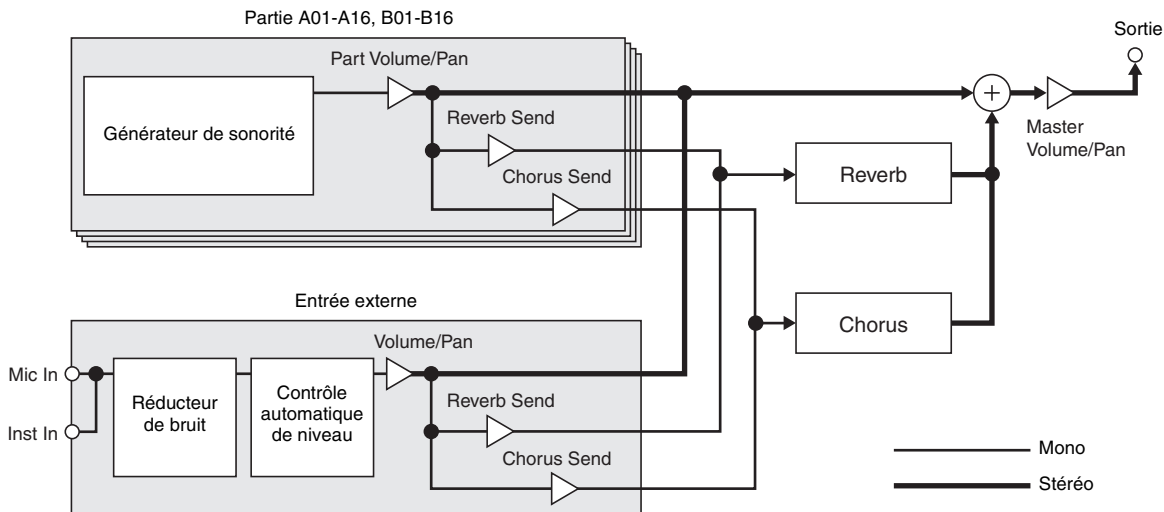 Partie A01-A16, B01-B16
Sortie
Part Volume/Pan
Générateur de sonorité
Reverb Send
Chorus Send
+
Master
Volume/Pan
Reverb
Entrée externe
Chorus
Volume/Pan
Mic In
Inst In
Réducteur
de bruit
Contrôle
automatique
de niveau
Reverb Send
Chorus Send
Mono
Stéréo